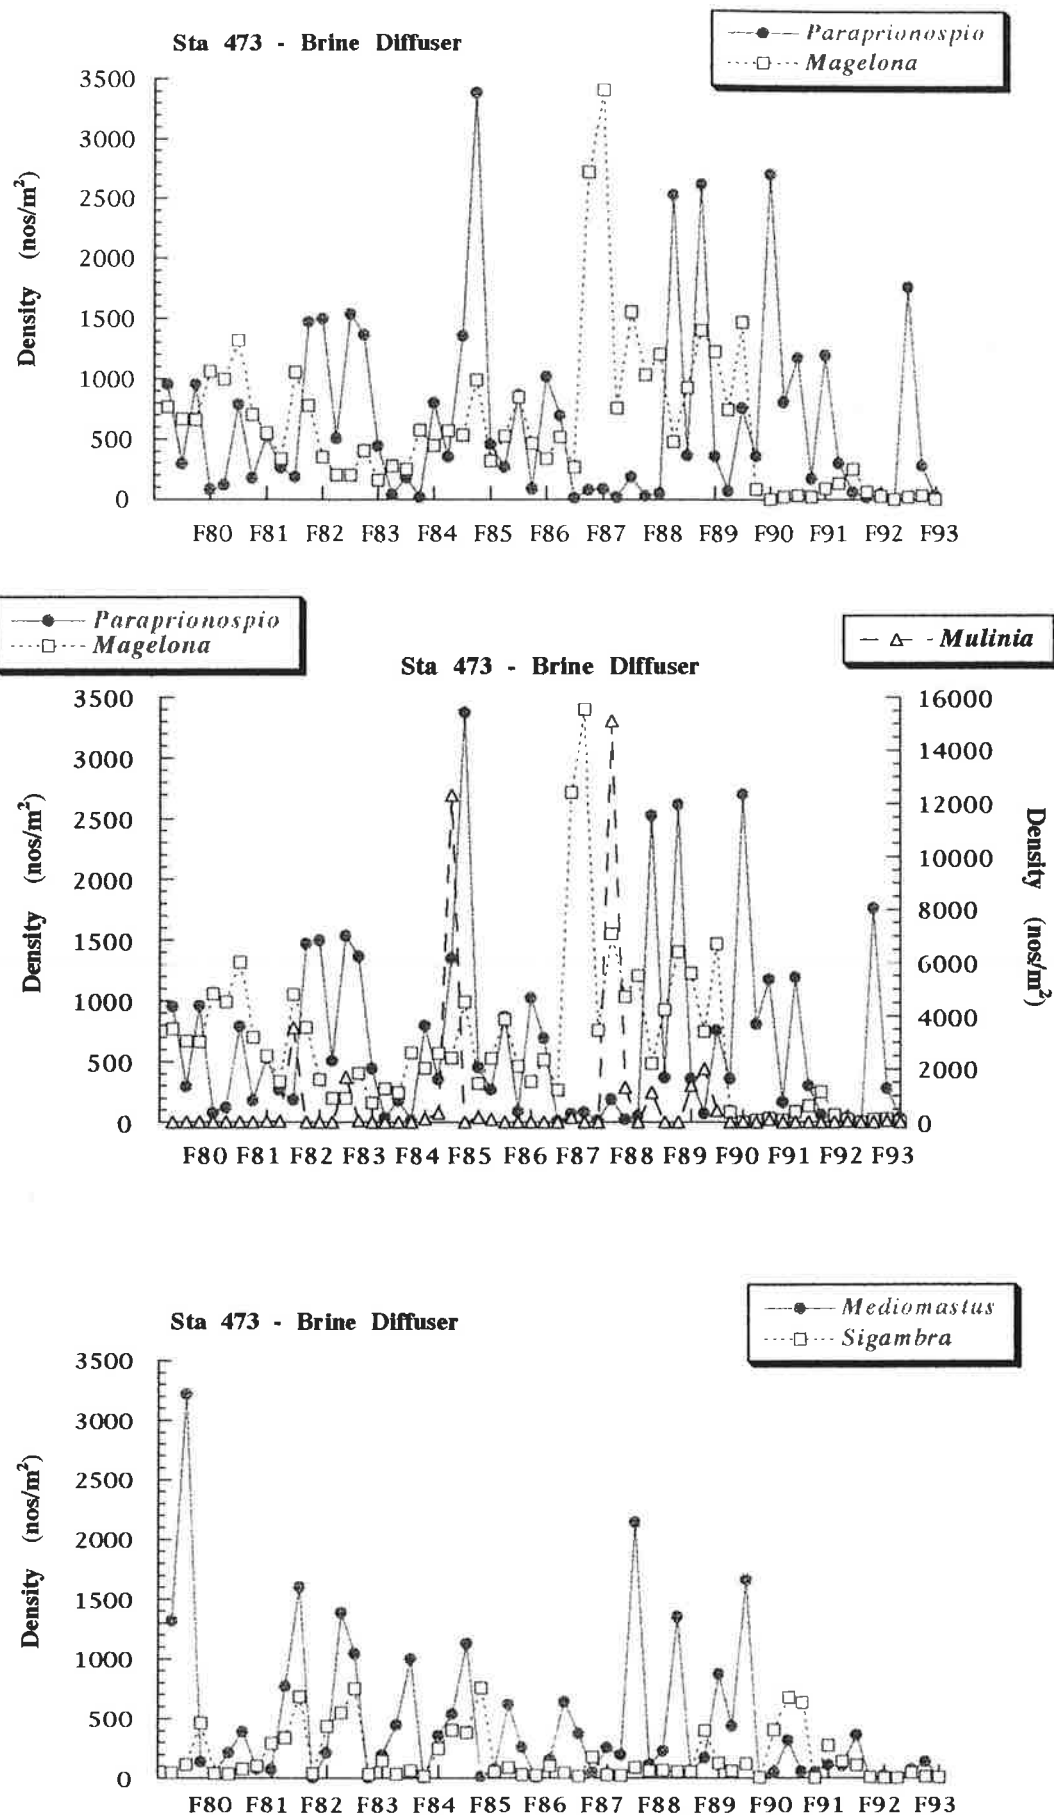 Sta 473 - Brine Diffuser
Paraprionospio
Magelona
Density (nos/m²)
3500
3000
2500
2000
1500
1000
500
0
F80 F81 F82 F83 F84 F85 F86 F87 F88 F89 F90 F91 F92 F93
Paraprionospio
Magelona
Mulinia
Sta 473 - Brine Diffuser
Density (nos/m²)
3500
3000
2500
2000
1500
1000
500
0
16000
14000
12000
10000
8000
6000
4000
2000
0
Density (nos/m²)
F80 F81 F82 F83 F84 F85 F86 F87 F88 F89 F90 F91 F92 F93
Sta 473 - Brine Diffuser
Mediomastus
Sigambra
Density (nos/m²)
3500
3000
2500
2000
1500
1000
500
0
F80 F81 F82 F83 F84 F85 F86 F87 F88 F89 F90 F91 F92 F93